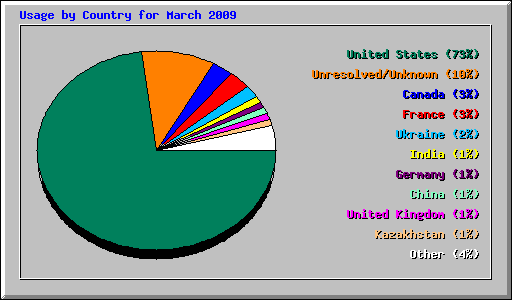 Usage by Country for March 2009
United States (73%)
Unresolved/Unknown (10%)
Canada (3%)
France (3%)
Ukraine (2%)
India (1%)
Germany (1%)
China (1%)
United Kingdom (1%)
Kazakhstan (1%)
Other (4%)